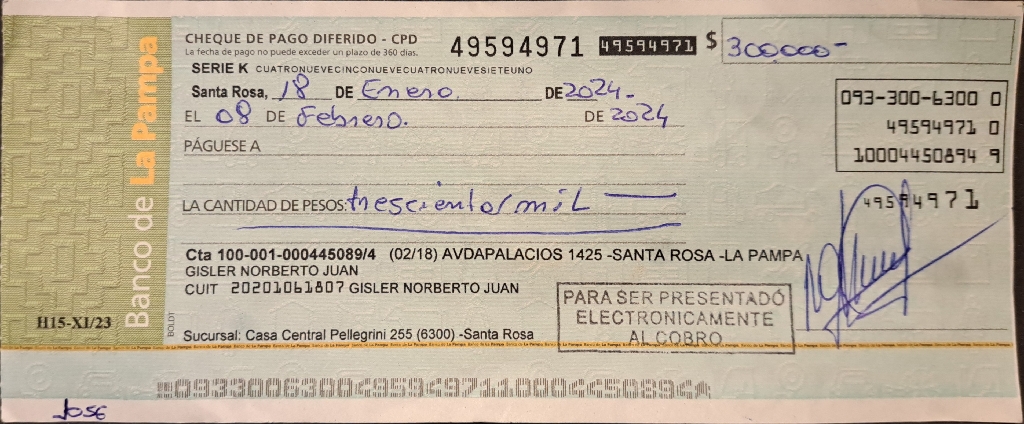 Banco de La Pampa
H15-XI/23
BOLDT
CHEQUE DE PAGO DIFERIDO - CPD
La fecha de pago no puede exceder un plazo de 360 días.
49594971 49594971 $ 300000-
SERIE K CUATRONUEVECINCONUEVECUATRONUEVESIETEUNO
Santa Rosa, 18 DE Enero. DE 2024-
EL 08 DE Febrero. DE 2024
PÁGUESE A
LA CANTIDAD DE PESOS: trescientos mil
093-300-6300 0
49594971 0
10004450894 9
49594971
Cta 100-001-000445089/4 (02/18) AVDAPALACIOS 1425 -SANTA ROSA -LA PAMPA
GISLER NORBERTO JUAN
CUIT 20201061807 GISLER NORBERTO JUAN
PARA SER PRESENTADO
ELECTRONICAMENTE
AL COBRO
Sucursal: Casa Central Pellegrini 255 (6300) -Santa Rosa
JOSE